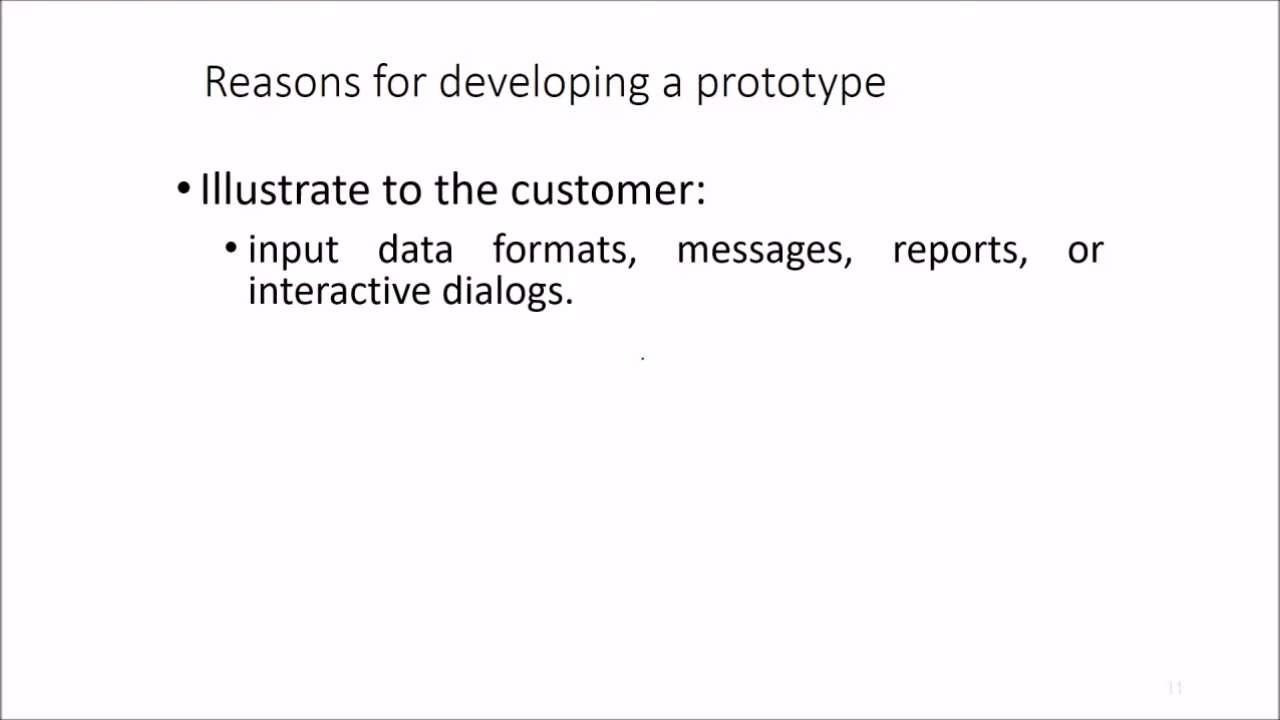 Reasons for developing a prototype
• Illustrate to the customer:
• input data formats, messages, reports, or
interactive dialogs.
11